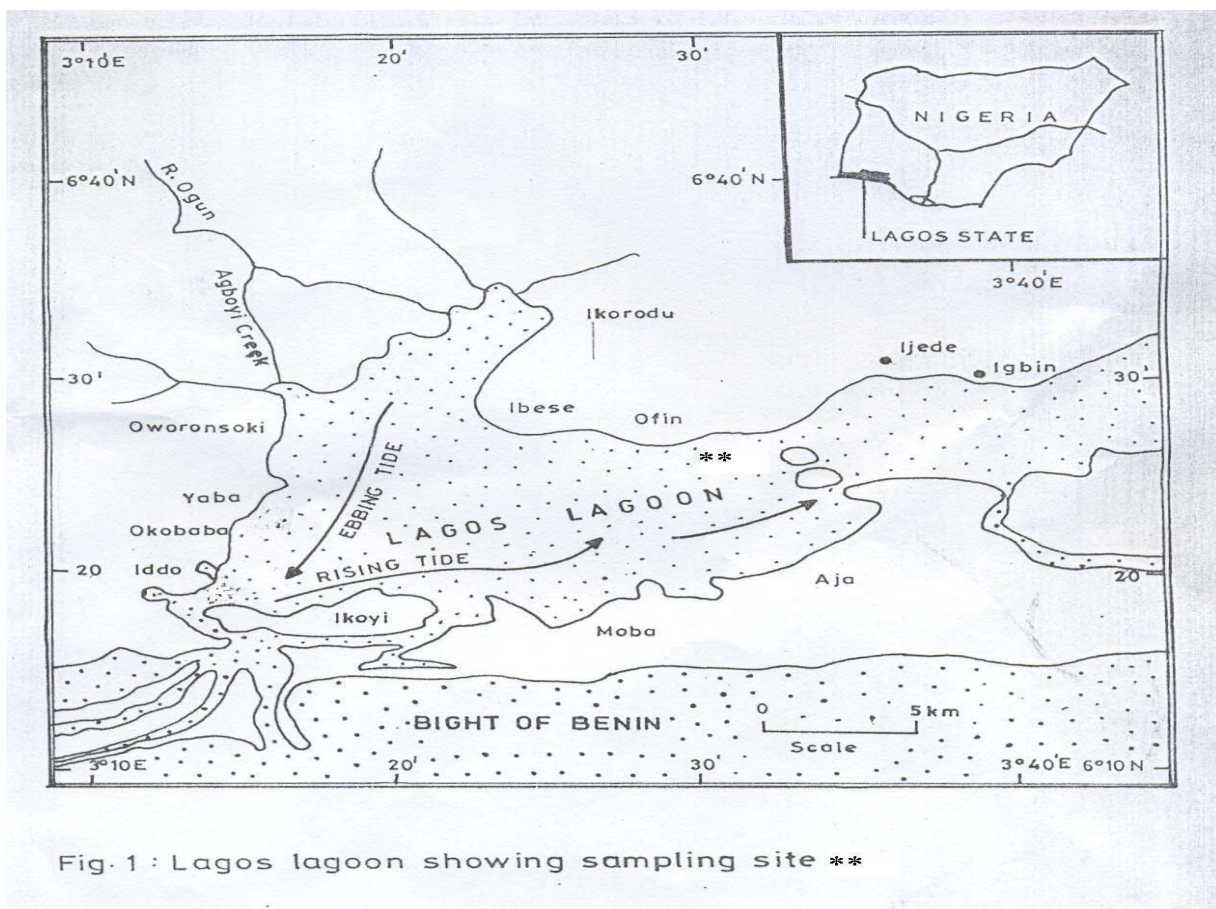 3°10'E 20' 30'
NIGERIA
R. Ogun
6°40'N 6°40'N
LAGOS STATE
Agboyi Creek
3°40'E
Ikorodu
Ijede
Igbin
30' 30'
Ibese Ofin
Oworonsoki
**
EBBING TIDE
Yaba
LAGOS LAGOON
Okobaba
Iddo
RISING TIDE
20 20'
Aja
Ikoyi
Moba
0 5km
BIGHT OF BENIN
Scale
3°10E 20' 30' 3°40'E 6°10N
Fig. 1 : Lagos lagoon showing sampling site **